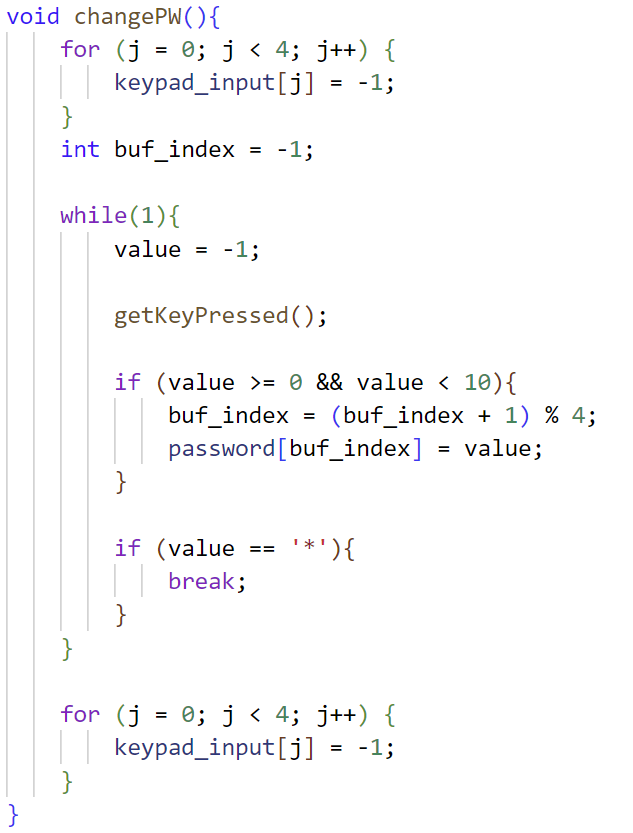 void changePW(){
    for (j = 0; j < 4; j++) {
        keypad_input[j] = -1;
    }
    int buf_index = -1;

    while(1){
        value = -1;

        getKeyPressed();

        if (value >= 0 && value < 10){
            buf_index = (buf_index + 1) % 4;
            password[buf_index] = value;
        }

        if (value == '*'){
            break;
        }
    }

    for (j = 0; j < 4; j++) {
        keypad_input[j] = -1;
    }
}